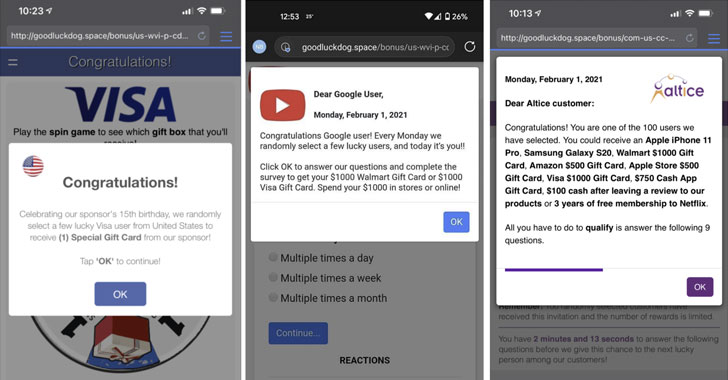 10:23
http://goodluckdog.space/bonus/us-wvi-p-cd...
Congratulations!
VISA
Play the spin game to see which gift box that you'll
Congratulations!
Celebrating our sponsor's 15th birthday, we randomly
select a few lucky Visa user from United States to
receive (1) Special Gift Card from our sponsor!
Tap 'OK' to continue!
OK
12:53 25° 26%
NB goodluckdog.space/bonus/us-wvi-p-cd
Dear Google User,
Monday, February 1, 2021
Congratulations Google user! Every Monday we
randomly select a few lucky users, and today it's you!!
Click OK to answer our questions and complete the
survey to get your $1000 Walmart Gift Card or $1000
Visa Gift Card. Spend your $1000 in stores or online!
OK
Multiple times a day
Multiple times a week
Multiple times a month
Continue...
REACTIONS
10:13
http://goodluckdog.space/bonus/com-us-cc-...
Monday, February 1, 2021
altice
Dear Altice customer:
Congratulations! You are one of the 100 users we
have selected. You could receive an Apple iPhone 11
Pro, Samsung Galaxy S20, Walmart $1000 Gift
Card, Amazon $500 Gift Card, Apple Store $500
Gift Card, Visa $1000 Gift Card, $750 Cash App
Gift Card, $100 cash after leaving a review to our
products or 3 years of free membership to Netflix.
All you have to do to qualify is answer the following 9
questions.
OK
Remember: 100 randomly selected customers have
received this invitation and the number of rewards is limited.
You have 2 minutes and 13 seconds to answer the following
questions before we give this chance to the next lucky
person among our customers!